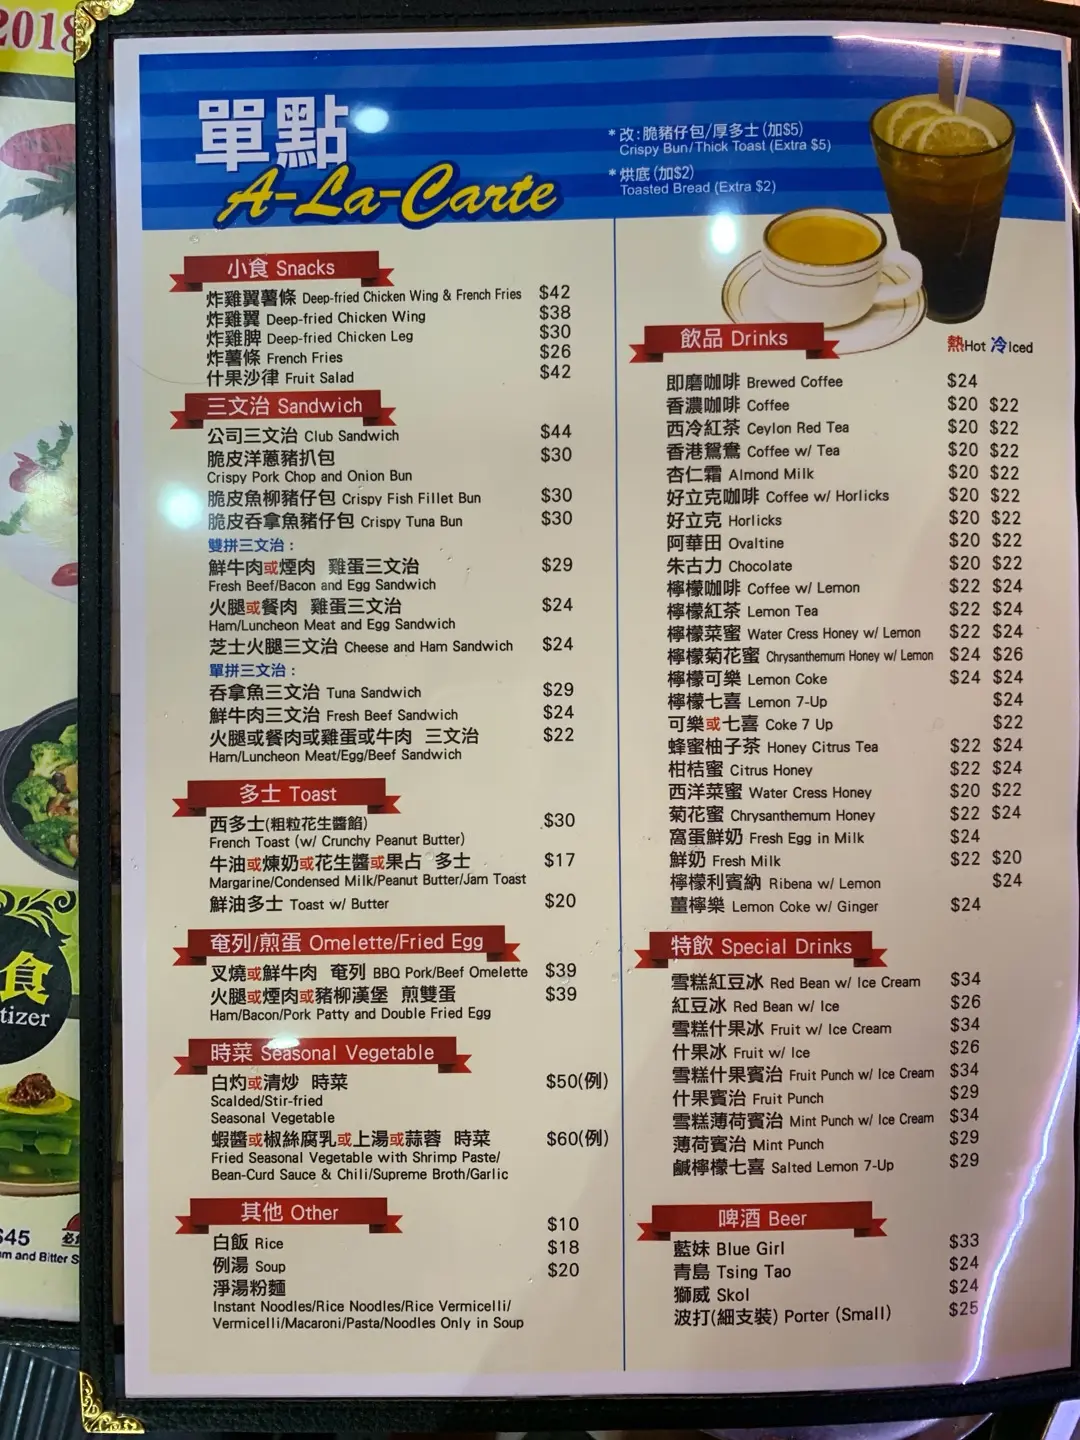 2018
單點
A-La-Carte
*改:脆豬仔包/厚多士(加$5)
Crispy Bun/Thick Toast (Extra $5)
*烘底(加$2)
Toasted Bread (Extra $2)
小食 Snacks
炸雞翼薯條 Deep-fried Chicken Wing & French Fries $42
炸雞翼 Deep-fried Chicken Wing $38
炸雞脾 Deep-fried Chicken Leg $30
炸薯條 French Fries $26
什果沙律 Fruit Salad $42
三文治 Sandwich
公司三文治 Club Sandwich $44
脆皮洋蔥豬扒包 $30
Crispy Pork Chop and Onion Bun
脆皮魚柳豬仔包 Crispy Fish Fillet Bun $30
脆皮吞拿魚豬仔包 Crispy Tuna Bun $30
雙拼三文治:
鮮牛肉或煙肉 雞蛋三文治 $29
Fresh Beef/Bacon and Egg Sandwich
火腿或餐肉 雞蛋三文治 $24
Ham/Luncheon Meat and Egg Sandwich
芝士火腿三文治 Cheese and Ham Sandwich $24
單拼三文治:
吞拿魚三文治 Tuna Sandwich $29
鮮牛肉三文治 Fresh Beef Sandwich $24
火腿或餐肉或雞蛋或牛肉 三文治 $22
Ham/Luncheon Meat/Egg/Beef Sandwich
多士 Toast
西多士(粗粒花生醬餡) $30
French Toast (w/ Crunchy Peanut Butter)
牛油或煉奶或花生醬或果占 多士 $17
Margarine/Condensed Milk/Peanut Butter/Jam Toast
鮮油多士 Toast w/ Butter $20
奄列/煎蛋 Omelette/Fried Egg
叉燒或鮮牛肉 奄列 BBQ Pork/Beef Omelette $39
火腿或煙肉或豬柳漢堡 煎雙蛋 $39
Ham/Bacon/Pork Patty and Double Fried Egg
時菜 Seasonal Vegetable
白灼或清炒 時菜 $50(例)
Scalded/Stir-fried
Seasonal Vegetable
蝦醬或椒絲腐乳或上湯或蒜蓉 時菜 $60(例)
Fried Seasonal Vegetable with Shrimp Paste/
Bean-Curd Sauce & Chili/Supreme Broth/Garlic
其他 Other
白飯 Rice $10
例湯 Soup $18
淨湯粉麵 $20
Instant Noodles/Rice Noodles/Rice Vermicelli/
Vermicelli/Macaroni/Pasta/Noodles Only in Soup
飲品 Drinks 熱Hot 冷Iced
即磨咖啡 Brewed Coffee $24
香濃咖啡 Coffee $20 $22
西冷紅茶 Ceylon Red Tea $20 $22
香港鴛鴦 Coffee w/ Tea $20 $22
杏仁霜 Almond Milk $20 $22
好立克咖啡 Coffee w/ Horlicks $20 $22
好立克 Horlicks $20 $22
阿華田 Ovaltine $20 $22
朱古力 Chocolate $20 $22
檸檬咖啡 Coffee w/ Lemon $22 $24
檸檬紅茶 Lemon Tea $22 $24
檸檬菜蜜 Water Cress Honey w/ Lemon $22 $24
檸檬菊花蜜 Chrysanthemum Honey w/ Lemon $24 $26
檸檬可樂 Lemon Coke $24 $24
檸檬七喜 Lemon 7-Up $24
可樂或七喜 Coke 7 Up $22
蜂蜜柚子茶 Honey Citrus Tea $22 $24
柑桔蜜 Citrus Honey $22 $24
西洋菜蜜 Water Cress Honey $20 $22
菊花蜜 Chrysanthemum Honey $22 $24
窩蛋鮮奶 Fresh Egg in Milk $24
鮮奶 Fresh Milk $22 $20
檸檬利賓納 Ribena w/ Lemon $24
薑檸樂 Lemon Coke w/ Ginger $24
特飲 Special Drinks
雪糕紅豆冰 Red Bean w/ Ice Cream $34
紅豆冰 Red Bean w/ Ice $26
雪糕什果冰 Fruit w/ Ice Cream $34
什果冰 Fruit w/ Ice $26
雪糕什果賓治 Fruit Punch w/ Ice Cream $34
什果賓治 Fruit Punch $29
雪糕薄荷賓治 Mint Punch w/ Ice Cream $34
薄荷賓治 Mint Punch $29
鹹檸檬七喜 Salted Lemon 7-Up $29
啤酒 Beer
藍妹 Blue Girl $33
青島 Tsing Tao $24
獅威 Skol $24
波打(細支裝) Porter (Small) $25
食
tizer
$45
and Bitter